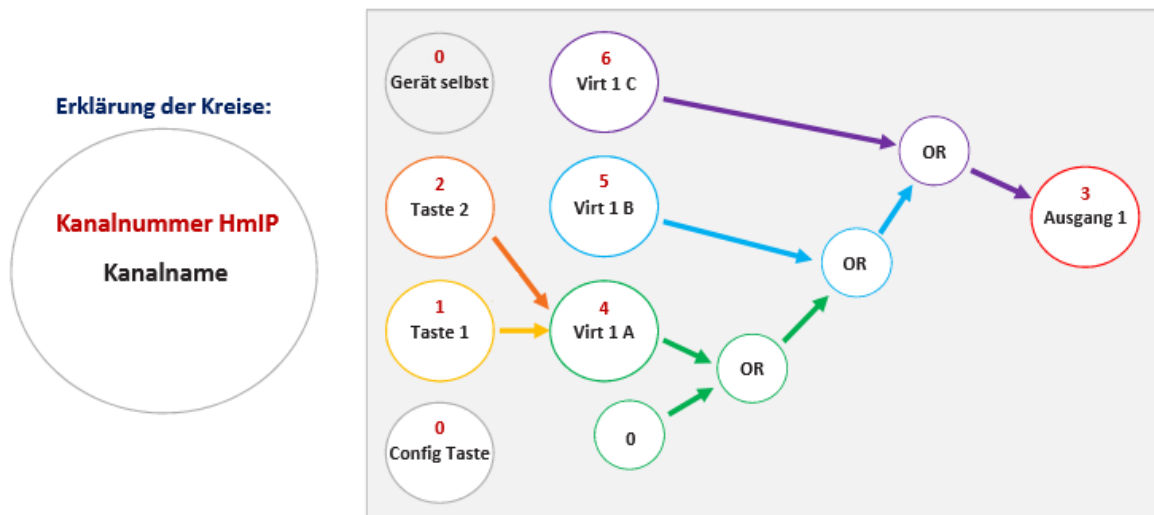 Erklärung der Kreise:
Kanalnummer HmIP
Kanalname
0
Gerät selbst
6
Virt 1 C
OR
2
Taste 2
5
Virt 1 B
3
Ausgang 1
OR
1
Taste 1
4
Virt 1 A
OR
0
Config Taste
0